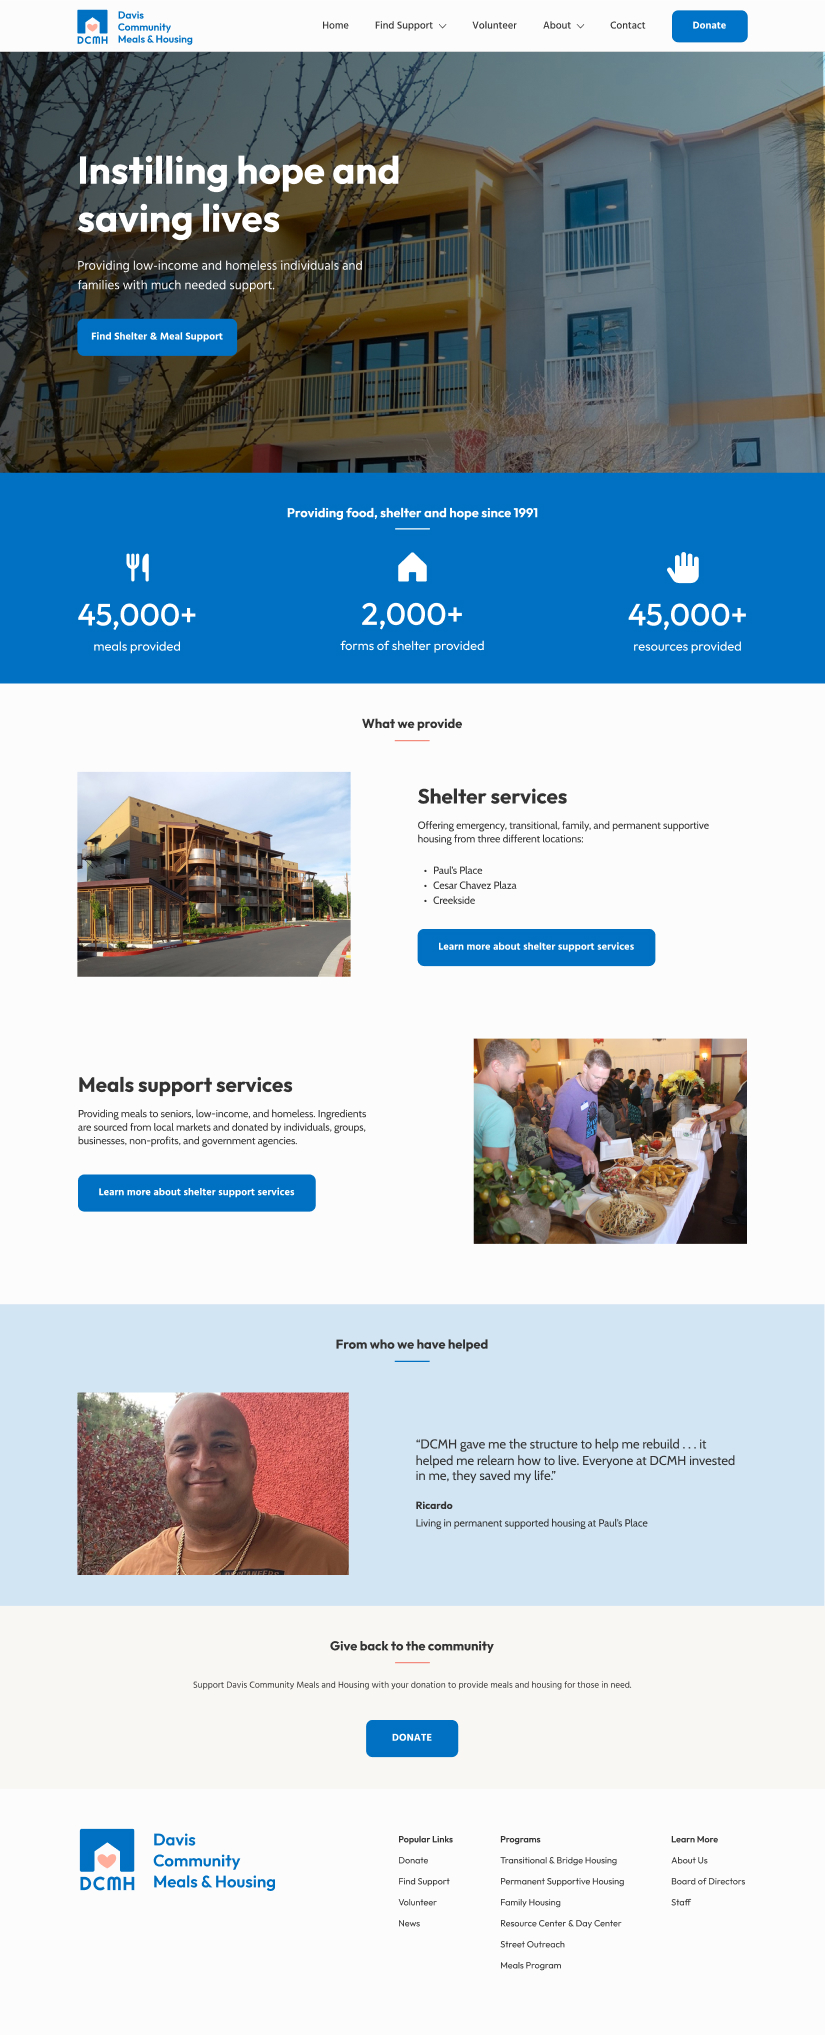 Davis
Community
Meals & Housing
DCMH
Home
Find Support
Volunteer
About
Contact
Donate
Instilling hope and
saving lives
Providing low-income and homeless individuals and
families with much needed support.
Find Shelter & Meal Support
Providing food, shelter and hope since 1991
45,000+
meals provided
2,000+
forms of shelter provided
45,000+
resources provided
What we provide
Shelter services
Offering emergency, transitional, family, and permanent supportive
housing from three different locations:
• Paul's Place
• Cesar Chavez Plaza
• Creekside
Learn more about shelter support services
Meals support services
Providing meals to seniors, low-income, and homeless. Ingredients
are sourced from local markets and donated by individuals, groups,
businesses, non-profits, and government agencies.
Learn more about shelter support services
From who we have helped
“DCMH gave me the structure to help me rebuild . . . it
helped me relearn how to live. Everyone at DCMH invested
in me, they saved my life.”
Ricardo
Living in permanent supported housing at Paul's Place
Give back to the community
Support Davis Community Meals and Housing with your donation to provide meals and housing for those in need.
DONATE
DCMH
Davis
Community
Meals & Housing
Popular Links
Donate
Find Support
Volunteer
News
Programs
Transitional & Bridge Housing
Permanent Supportive Housing
Family Housing
Resource Center & Day Center
Street Outreach
Meals Program
Learn More
About Us
Board of Directors
Staff